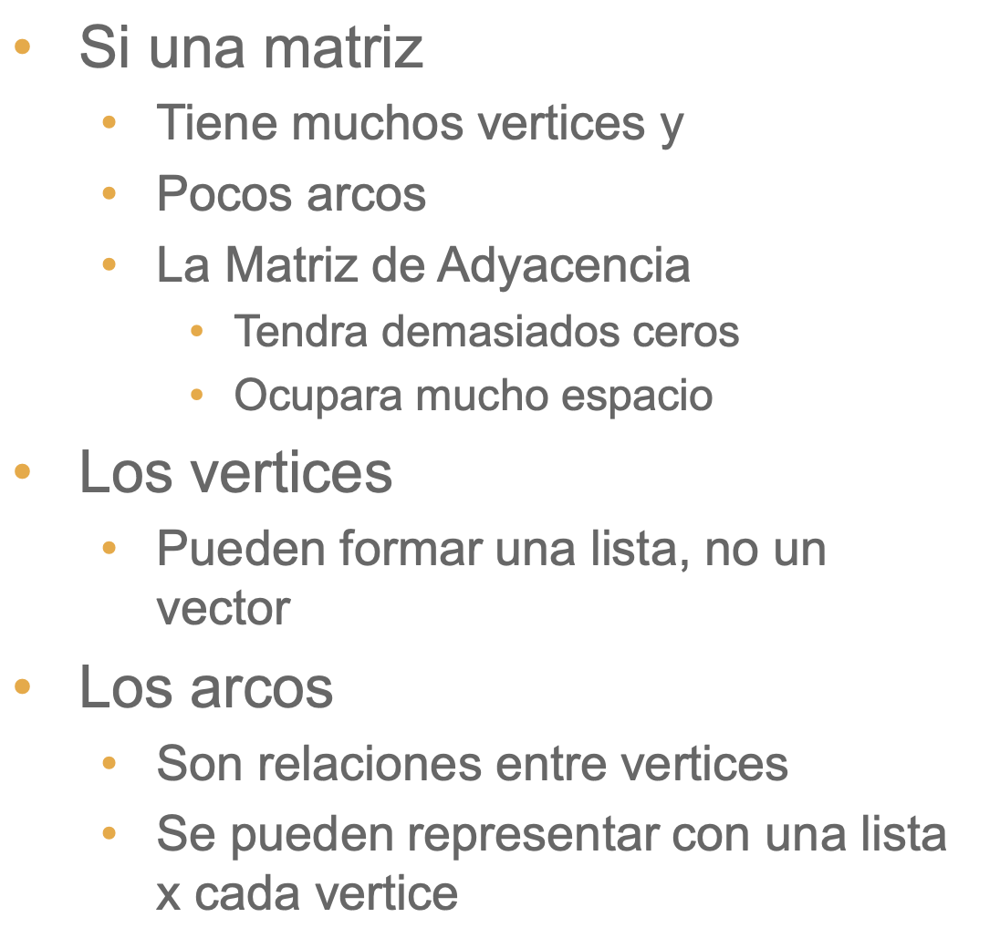 • Si una matriz
• Tiene muchos vertices y
• Pocos arcos
• La Matriz de Adyacencia
• Tendra demasiados ceros
• Ocupara mucho espacio
• Los vertices
• Pueden formar una lista, no un
vector
• Los arcos
• Son relaciones entre vertices
• Se pueden representar con una lista
x cada vertice